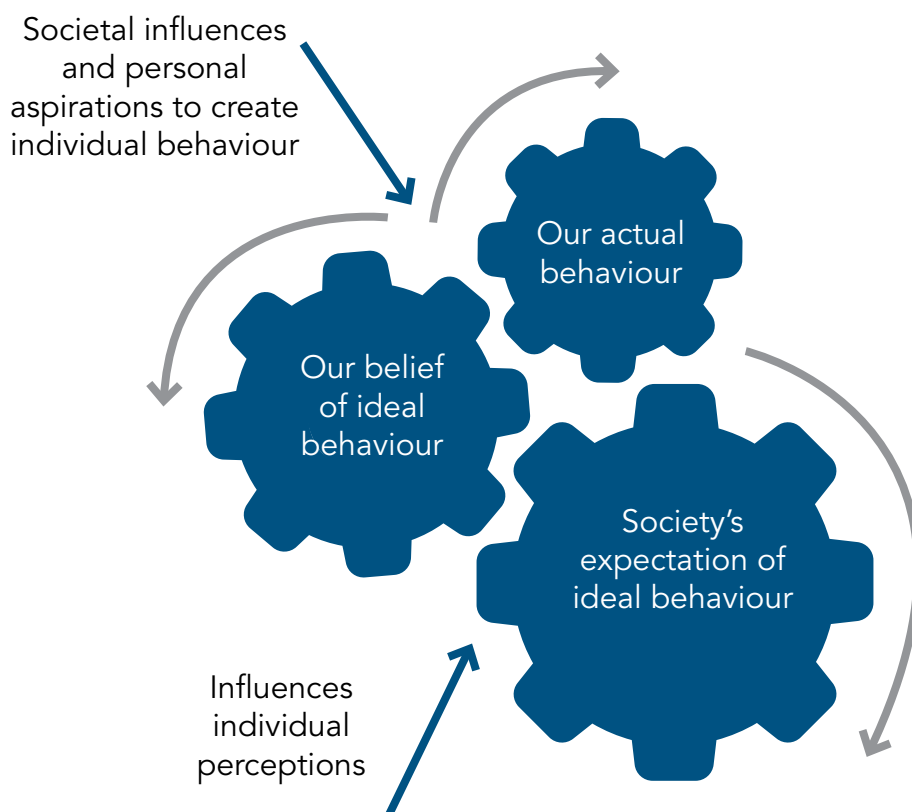 Societal influences
and personal
aspirations to create
individual behaviour
Our actual
behaviour
Our belief
of ideal
behaviour
Society’s
expectation of
ideal behaviour
Influences
individual
perceptions